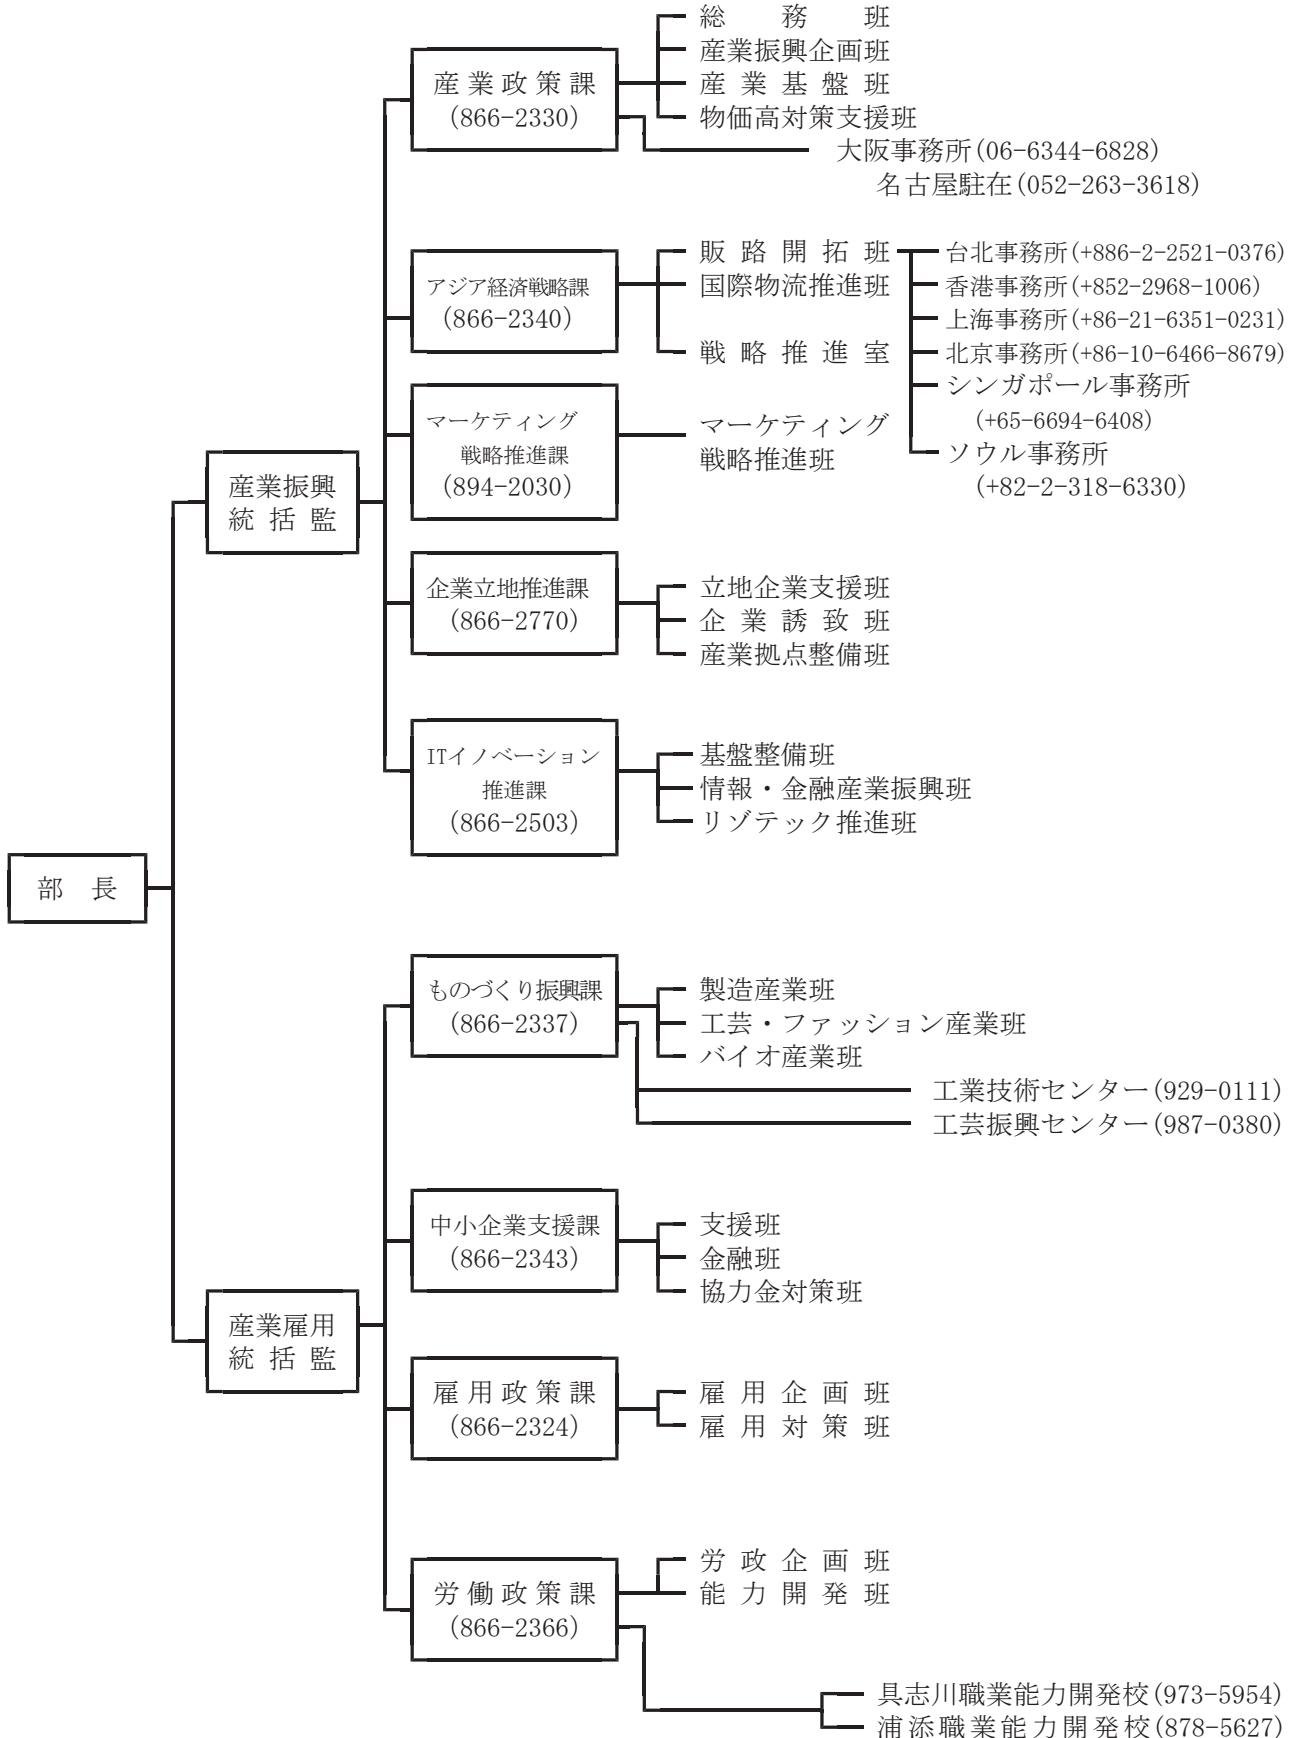 総務班
産業振興企画班
産業政策課
(866-2330)
産業基盤班
物価高対策支援班
大阪事務所(06-6344-6828)
名古屋駐在(052-263-3618)
アジア経済戦略課
(866-2340)
販路開拓班
国際物流推進班
戦略推進室
台北事務所(+886-2-2521-0376)
香港事務所(+852-2968-1006)
上海事務所(+86-21-6351-0231)
北京事務所(+86-10-6466-8679)
シンガポール事務所
(+65-6694-6408)
ソウル事務所
(+82-2-318-6330)
マーケティング
戦略推進課
(894-2030)
マーケティング
戦略推進班
産業振興
統括監
企業立地推進課
(866-2770)
立地企業支援班
企業誘致班
産業拠点整備班
ITイノベーション
推進課
(866-2503)
基盤整備班
情報・金融産業振興班
リゾテック推進班
部長
ものづくり振興課
(866-2337)
製造産業班
工芸・ファッション産業班
バイオ産業班
工業技術センター(929-0111)
工芸振興センター(987-0380)
中小企業支援課
(866-2343)
支援班
金融班
協力金対策班
産業雇用
統括監
雇用政策課
(866-2324)
雇用企画班
雇用対策班
労働政策課
(866-2366)
労政企画班
能力開発班
具志川職業能力開発校(973-5954)
浦添職業能力開発校(878-5627)